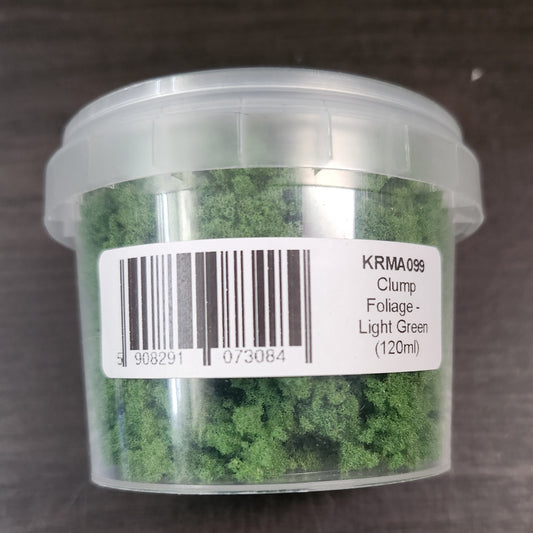 KRMA099
Clump
Foliage -
Light Green
(120ml)
5 908291 073084